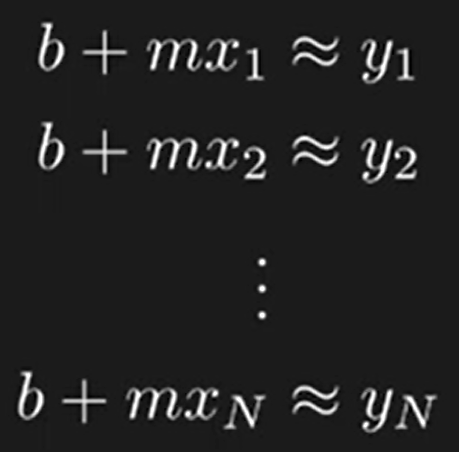 b + mx₁ ≈ y₁
b + mx₂ ≈ y₂
⋮
b + mx_N ≈ y_N